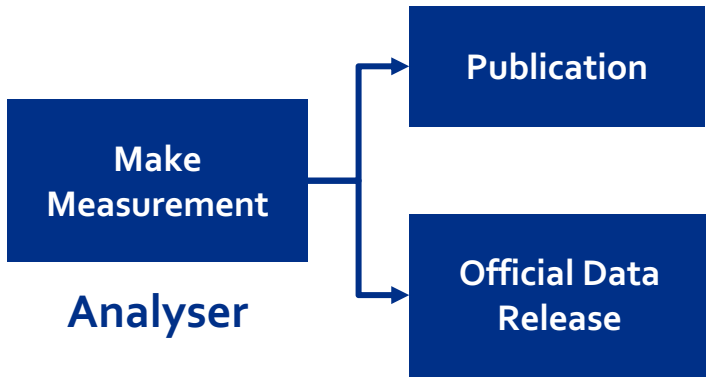 Publication
Make
Measurement
Official Data
Release
Analyser